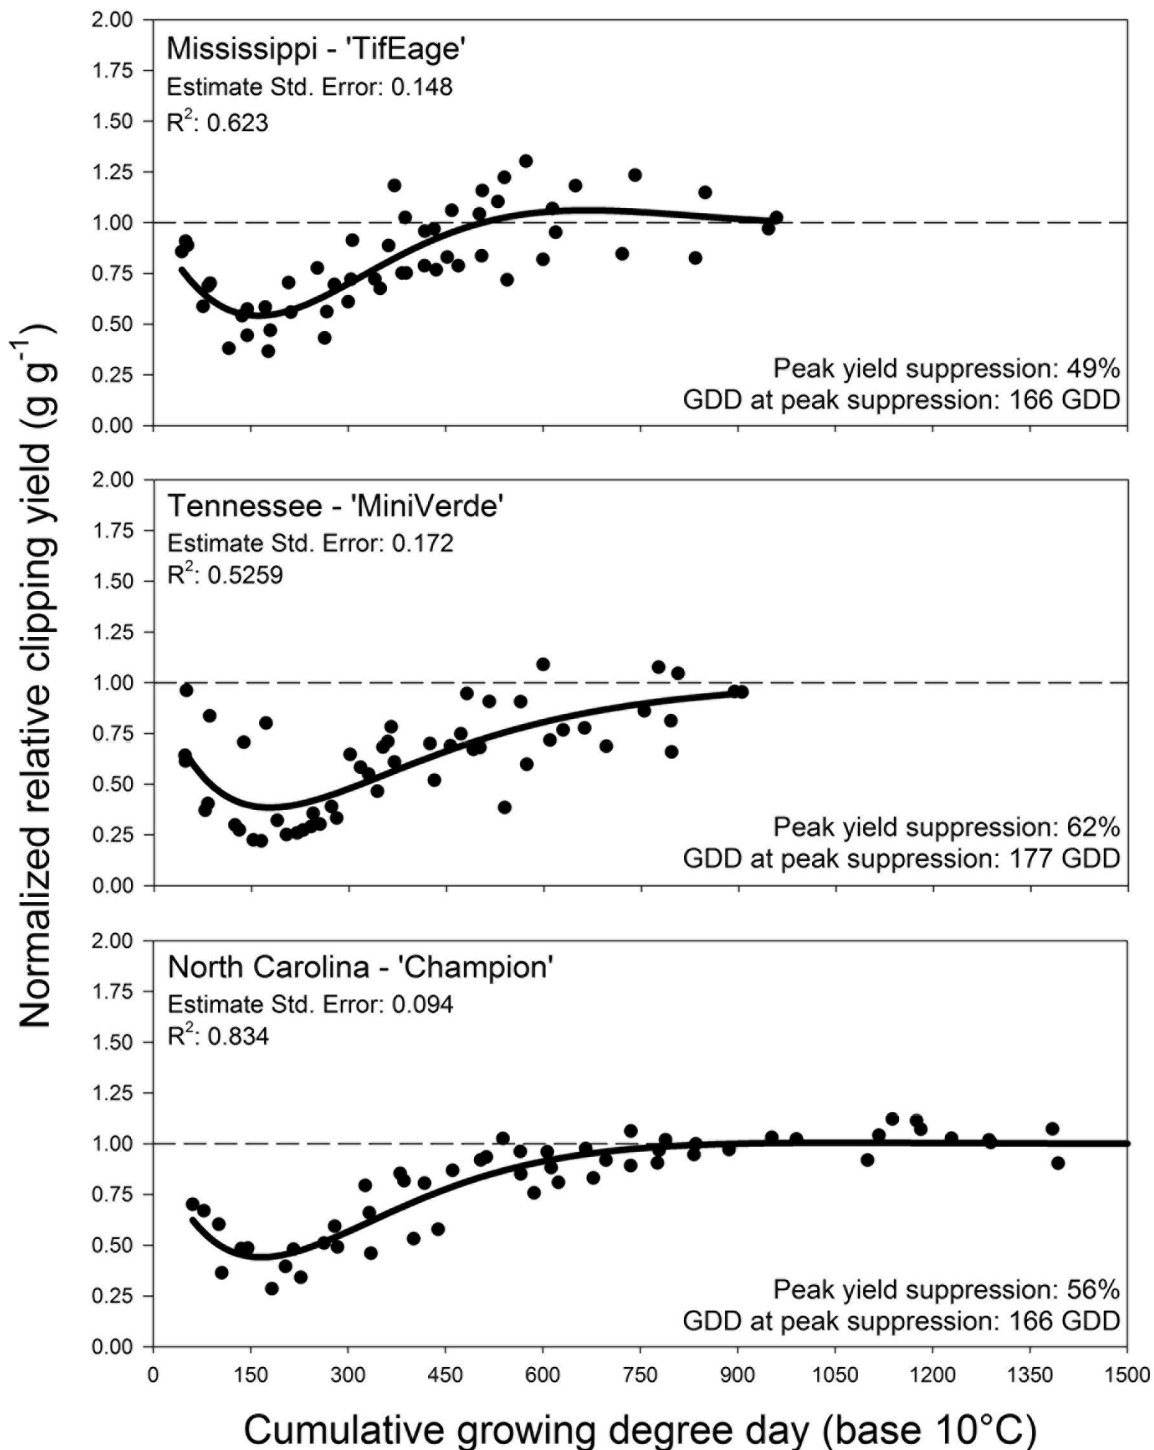 Normalized relative clipping yield (g g⁻¹)
2.00
1.75
1.50
1.25
1.00
0.75
0.50
0.25
0.00
Mississippi - 'TifEage'
Estimate Std. Error: 0.148
R²: 0.623
Peak yield suppression: 49%
GDD at peak suppression: 166 GDD
2.00
1.75
1.50
1.25
1.00
0.75
0.50
0.25
0.00
Tennessee - 'MiniVerde'
Estimate Std. Error: 0.172
R²: 0.5259
Peak yield suppression: 62%
GDD at peak suppression: 177 GDD
2.00
1.75
1.50
1.25
1.00
0.75
0.50
0.25
0.00
North Carolina - 'Champion'
Estimate Std. Error: 0.094
R²: 0.834
Peak yield suppression: 56%
GDD at peak suppression: 166 GDD
0 150 300 450 600 750 900 1050 1200 1350 1500
Cumulative growing degree day (base 10°C)